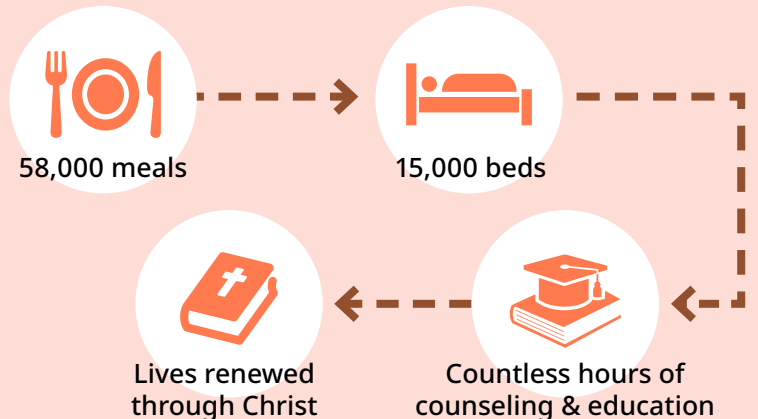 58,000 meals
15,000 beds
Countless hours of
counseling & education
Lives renewed
through Christ